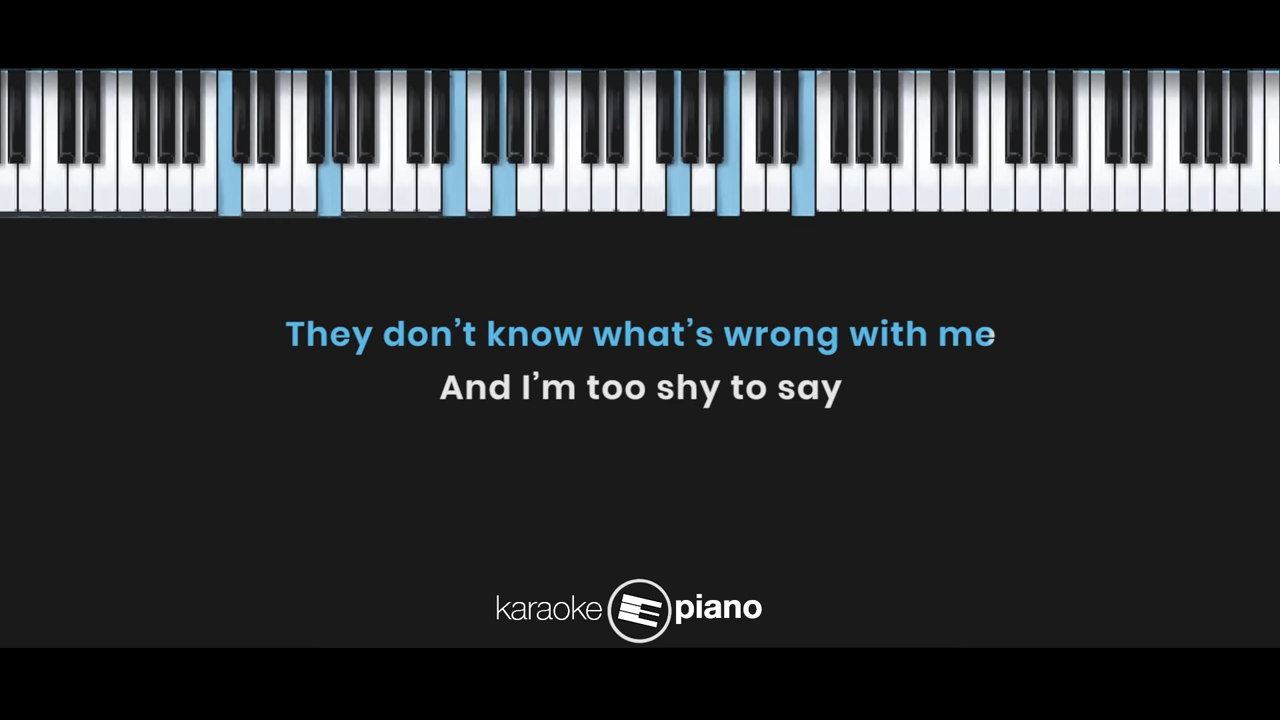 They don’t know what’s wrong with me
And I’m too shy to say
karaoke piano